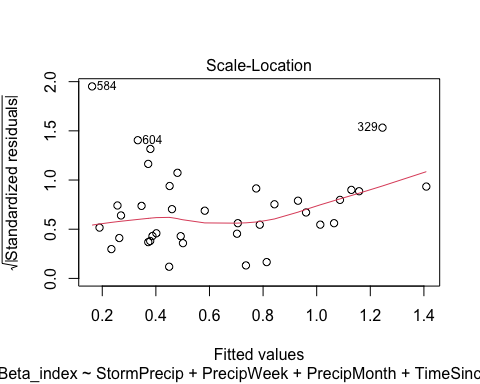 Scale-Location
√|Standardized residuals|
2.0
1.5
1.0
0.5
0.0
584
604
329
0.2 0.4 0.6 0.8 1.0 1.2 1.4
Fitted values
Beta_index ~ StormPrecip + PrecipWeek + PrecipMonth + TimeSinc